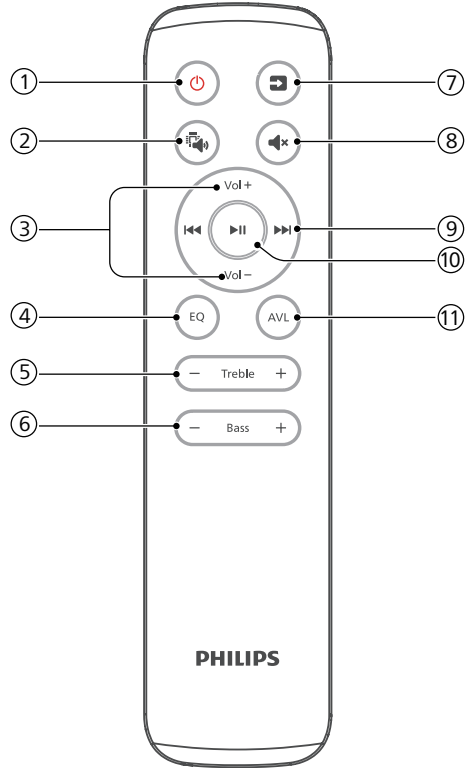 ① ⑦
② ⑧
Vol +
③ ⑨
⑩
Vol −
④ EQ AVL ⑪
⑤ − Treble +
⑥ − Bass +
PHILIPS